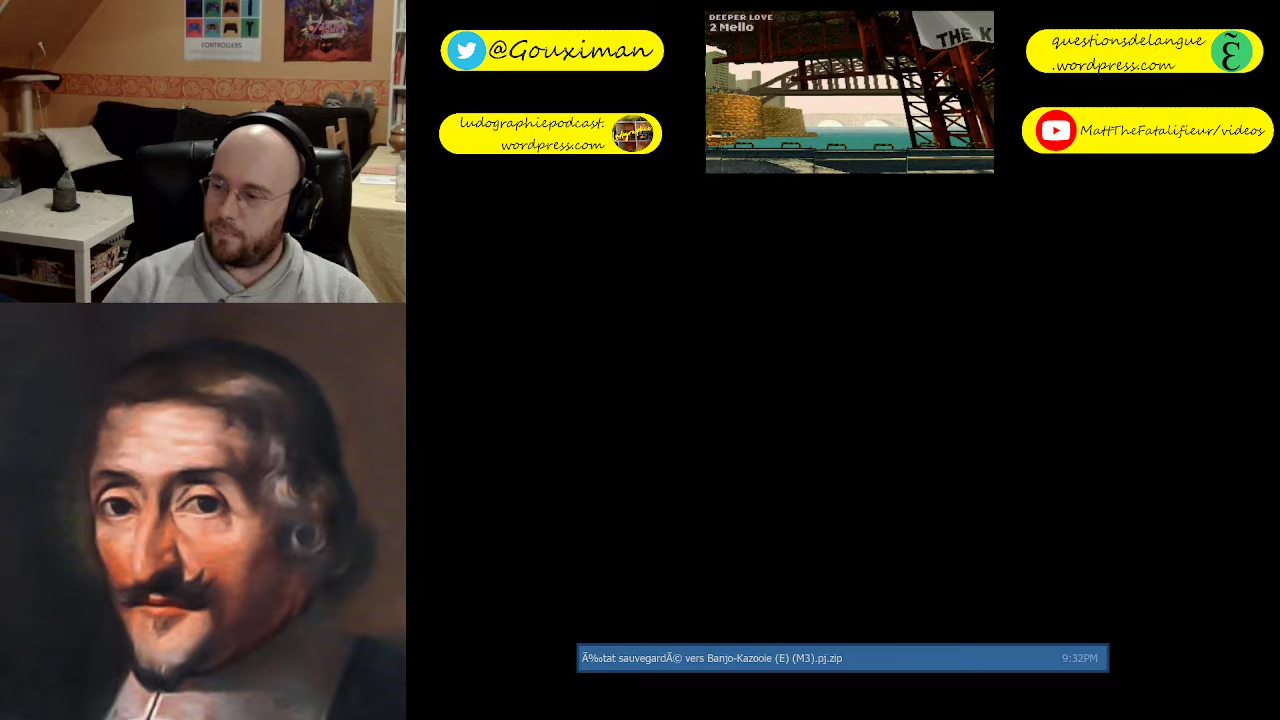 CONTROLLERS
@Gouximan
ludographiepodcast.
wordpress.com
DEEPER LOVE
2 Mello
THE K
questionsdelangue
.wordpress.com
MattTheFatalifieur/videos
Ã‰tat sauvegardÃ© vers Banjo-Kazooie (E) (M3).pj.zip
9:32PM